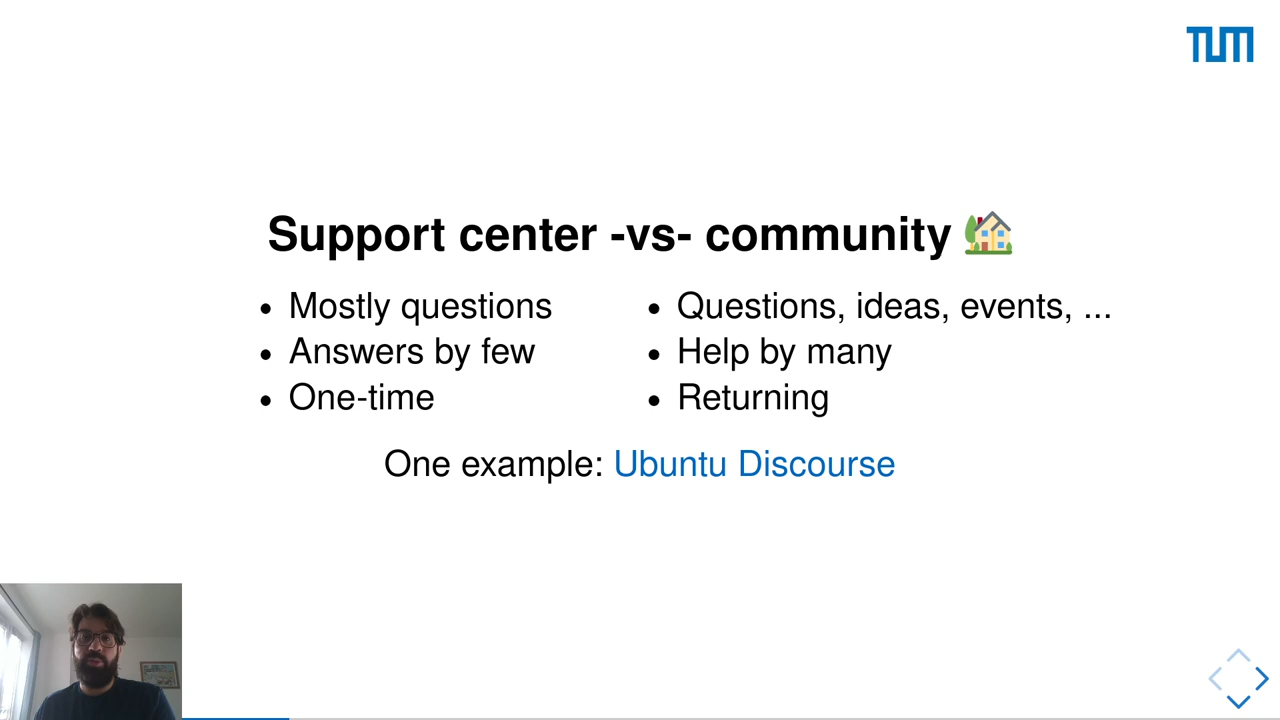 TUM
Support center -vs- community
Mostly questions
Answers by few
One-time
Questions, ideas, events, ...
Help by many
Returning
One example: Ubuntu Discourse